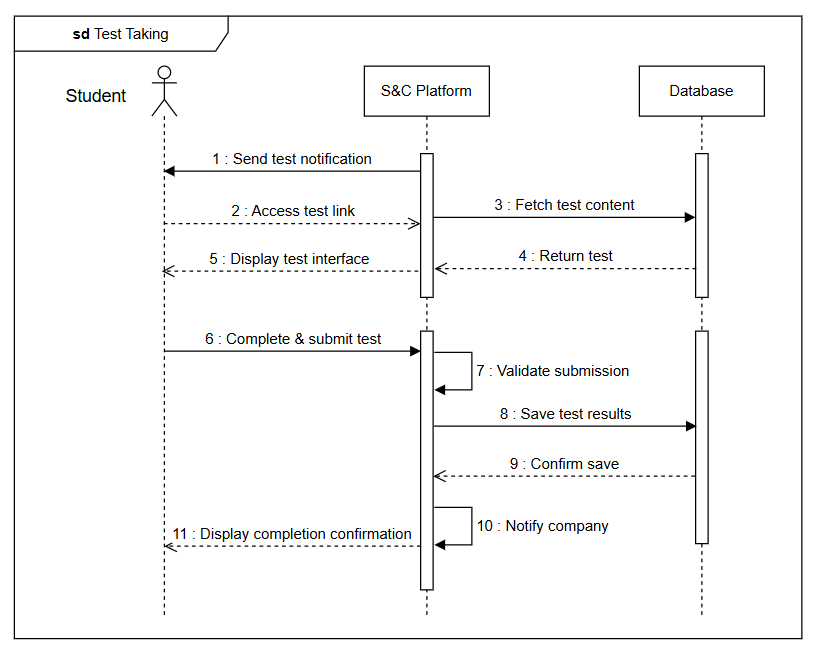 sd Test Taking
Student
S&C Platform
Database
1 : Send test notification
2 : Access test link
3 : Fetch test content
4 : Return test
5 : Display test interface
6 : Complete & submit test
7 : Validate submission
8 : Save test results
9 : Confirm save
10 : Notify company
11 : Display completion confirmation